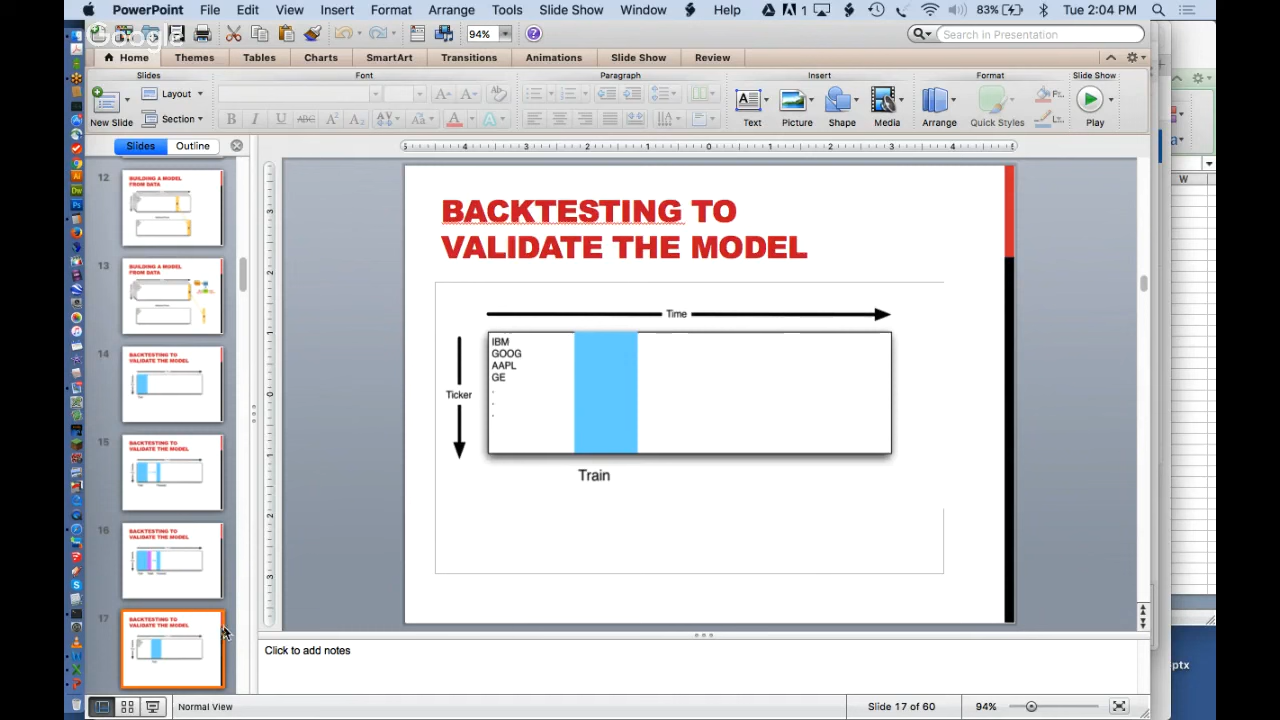 PowerPoint File Edit View Insert Format Arrange Tools Slide Show Window Help 1 83% Tue 2:04 PM
Google
94% Search in Presentation
Home Themes Tables Charts SmartArt Transitions Animations Slide Show Review
Slides Font Paragraph Insert Format Slide Show
Layout
New Slide Section
Text Picture Shape Media Arrange Quick Styles Play
Slides Outline
12 BUILDING A MODEL
FROM DATA
13 BUILDING A MODEL
FROM DATA
14 BACKTESTING TO
VALIDATE THE MODEL
15 BACKTESTING TO
VALIDATE THE MODEL
16 BACKTESTING TO
VALIDATE THE MODEL
17 BACKTESTING TO
VALIDATE THE MODEL
BACKTESTING TO
VALIDATE THE MODEL
Time
IBM
GOOG
AAPL
GE
.
.
.
Ticker
Train
Click to add notes
Normal View Slide 17 of 60 94%
W
.ptx